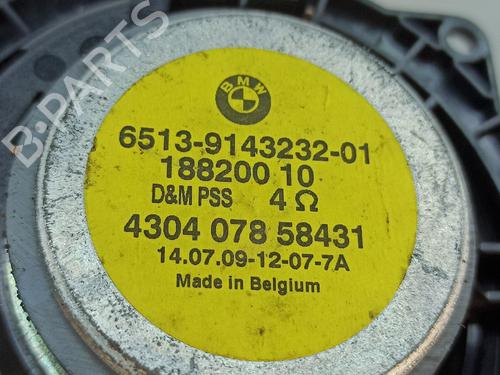 BMW
6513-9143232-01
188200 10
D&M PSS 4 Ω
4304 078 58431
14.07.09-12-07-7A
Made in Belgium
B-PARTS
B-PARTS